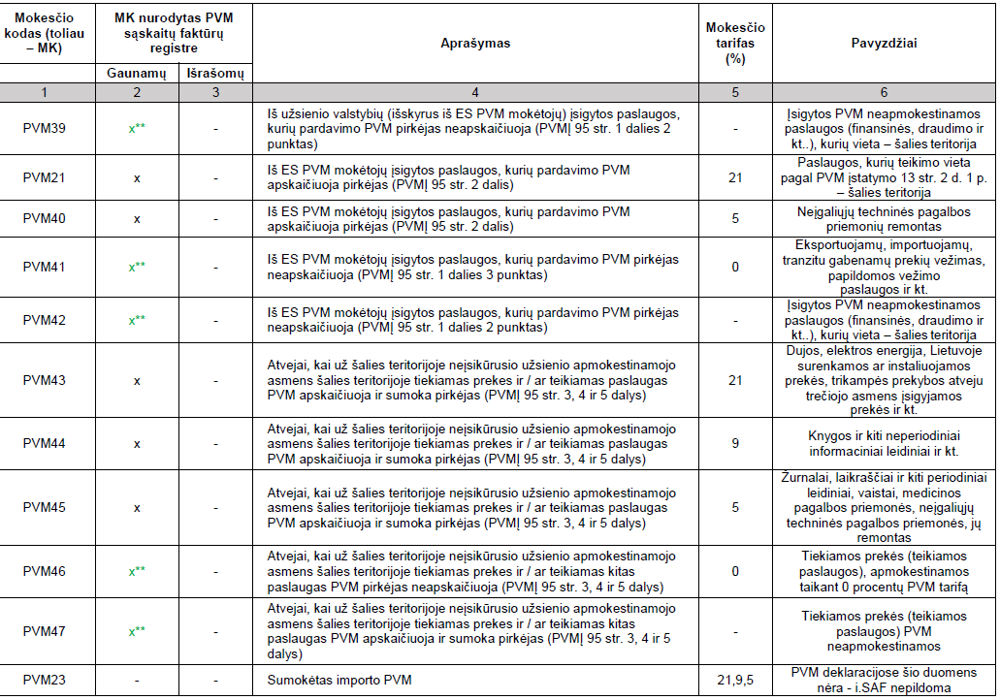 Mokesčio kodas (toliau – MK)
MK nurodytas PVM sąskaitų faktūrų registre
Aprašymas
Mokesčio tarifas (%)
Pavyzdžiai
Gaunamų
Išrašomų
1
2
3
4
5
6
PVM39
x**
-
Iš užsienio valstybių (išskyrus iš ES PVM mokėtojų) įsigytos paslaugos,
kurių pardavimo PVM pirkėjas neapskaičiuoja (PVMĮ 95 str. 1 dalies 2
punktas)
-
Įsigytos PVM neapmokestinamos
paslaugos (finansinės, draudimo ir
kt..), kurių vieta – šalies teritorija
PVM21
x
-
Iš ES PVM mokėtojų įsigytos paslaugos, kurių pardavimo PVM
apskaičiuoja pirkėjas (PVMĮ 95 str. 2 dalis)
21
Paslaugos, kurių teikimo vieta
pagal PVM įstatymo 13 str. 2 d. 1 p.
– šalies teritorija
PVM40
x
-
Iš ES PVM mokėtojų įsigytos paslaugos, kurių pardavimo PVM
apskaičiuoja pirkėjas (PVMĮ 95 str. 2 dalis)
5
Neįgaliųjų techninės pagalbos
priemonių remontas
PVM41
x**
-
Iš ES PVM mokėtojų įsigytos paslaugos, kurių pardavimo PVM pirkėjas
neapskaičiuoja (PVMĮ 95 str. 1 dalies 3 punktas)
0
Eksportuojamų, importuojamų,
tranzitu gabenamų prekių vežimas,
papildomos vežimo
paslaugos ir kt.
PVM42
x**
-
Iš ES PVM mokėtojų įsigytos paslaugos, kurių pardavimo PVM pirkėjas
neapskaičiuoja (PVMĮ 95 str. 1 dalies 2 punktas)
-
Įsigytos PVM neapmokestinamos
paslaugos (finansinės, draudimo ir
kt..), kurių vieta – šalies teritorija
PVM43
x
-
Atvejai, kai už šalies teritorijoje neįsikūrusio užsienio apmokestinamojo
asmens šalies teritorijoje tiekiamas prekes ir / ar teikiamas paslaugas
PVM apskaičiuoja ir sumoka pirkėjas (PVMĮ 95 str. 3, 4 ir 5 dalys)
21
Dujos, elektros energija, Lietuvoje
surenkamos ar instaliuojamos
prekės, trikampės prekybos atveju
trečiojo asmens įsigyjamos
prekės ir kt.
PVM44
x
-
Atvejai, kai už šalies teritorijoje neįsikūrusio užsienio apmokestinamojo
asmens šalies teritorijoje tiekiamas prekes ir / ar teikiamas paslaugas
PVM apskaičiuoja ir sumoka pirkėjas (PVMĮ 95 str. 3, 4 ir 5 dalys)
9
Knygos ir kiti neperiodiniai
informaciniai leidiniai ir kt.
PVM45
x
-
Atvejai, kai už šalies teritorijoje neįsikūrusio užsienio apmokestinamojo
asmens šalies teritorijoje tiekiamas prekes ir / ar teikiamas paslaugas
PVM apskaičiuoja ir sumoka pirkėjas (PVMĮ 95 str. 3, 4 ir 5 dalys)
5
Žurnalai, laikraščiai ir kiti periodiniai
leidiniai, vaistai, medicinos
pagalbos priemonės, neįgaliųjų
techninės pagalbos priemonės, jų
remontas
PVM46
x**
-
Atvejai, kai už šalies teritorijoje neįsikūrusio užsienio apmokestinamojo
asmens šalies teritorijoje tiekiamas prekes ir / ar teikiamas kitas
paslaugas PVM pirkėjas neapskaičiuoja (PVMĮ 95 str. 3, 4 ir 5 dalys)
0
Tiekiamos prekės (teikiamos
paslaugos), apmokestinamos
taikant 0 procentų PVM tarifą
PVM47
x**
-
Atvejai, kai už šalies teritorijoje neįsikūrusio užsienio apmokestinamojo
asmens šalies teritorijoje tiekiamas prekes ir / ar teikiamas kitas
paslaugas PVM apskaičiuoja ir sumoka pirkėjas (PVMĮ 95 str. 3, 4 ir 5
dalys)
-
Tiekiamos prekės (teikiamos
paslaugos) PVM
neapmokestinamos
PVM23
-
-
Sumokėtas importo PVM
21,9,5
PVM deklaracijose šio duomens
nėra - i.SAF nepildoma